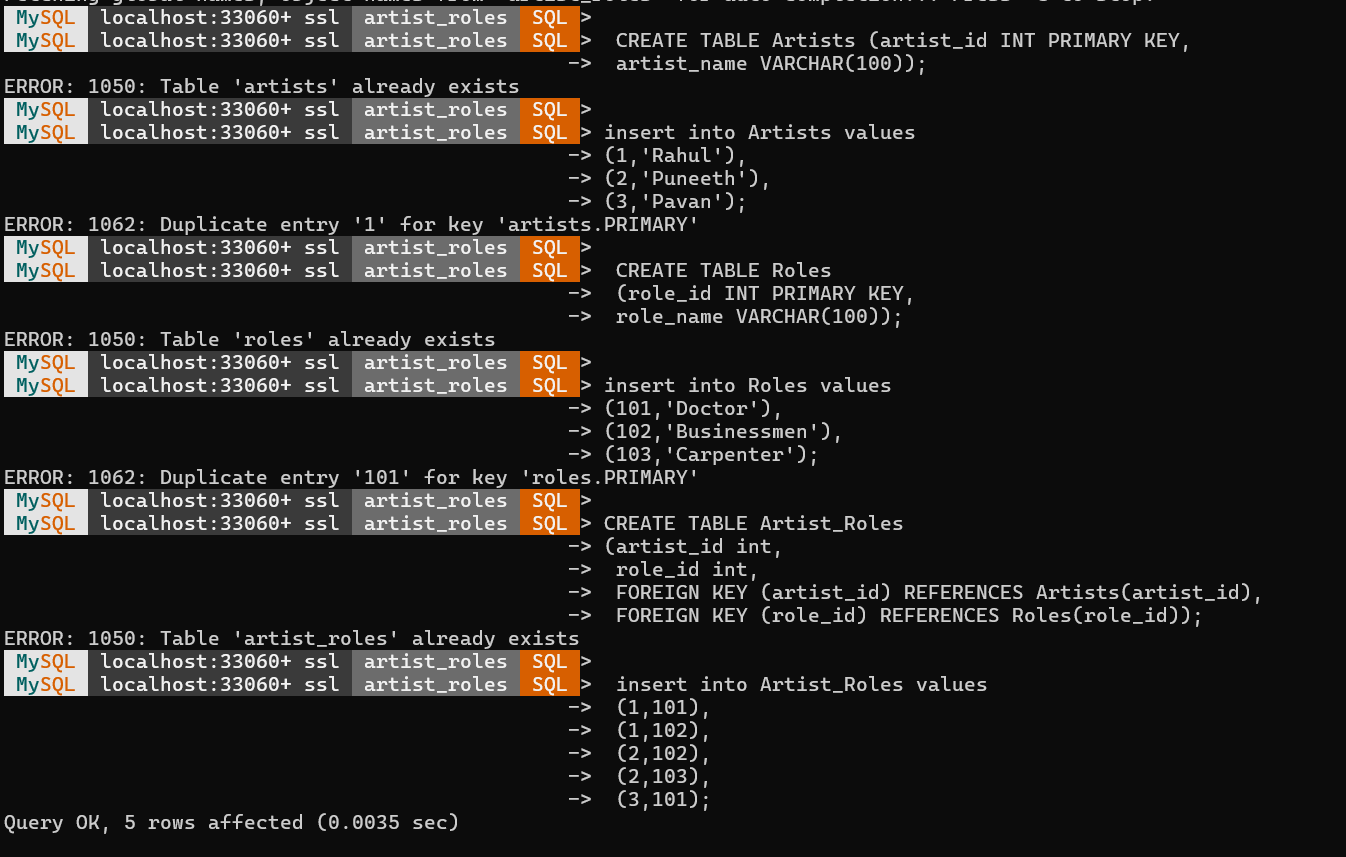 MySQL localhost:33060+ ssl artist_roles SQL >
MySQL localhost:33060+ ssl artist_roles SQL > CREATE TABLE Artists (artist_id INT PRIMARY KEY,
-> artist_name VARCHAR(100));
ERROR: 1050: Table 'artists' already exists
MySQL localhost:33060+ ssl artist_roles SQL >
MySQL localhost:33060+ ssl artist_roles SQL > insert into Artists values
-> (1,'Rahul'),
-> (2,'Puneeth'),
-> (3,'Pavan');
ERROR: 1062: Duplicate entry '1' for key 'artists.PRIMARY'
MySQL localhost:33060+ ssl artist_roles SQL >
MySQL localhost:33060+ ssl artist_roles SQL > CREATE TABLE Roles
-> (role_id INT PRIMARY KEY,
-> role_name VARCHAR(100));
ERROR: 1050: Table 'roles' already exists
MySQL localhost:33060+ ssl artist_roles SQL >
MySQL localhost:33060+ ssl artist_roles SQL > insert into Roles values
-> (101,'Doctor'),
-> (102,'Businessmen'),
-> (103,'Carpenter');
ERROR: 1062: Duplicate entry '101' for key 'roles.PRIMARY'
MySQL localhost:33060+ ssl artist_roles SQL >
MySQL localhost:33060+ ssl artist_roles SQL > CREATE TABLE Artist_Roles
-> (artist_id int,
-> role_id int,
-> FOREIGN KEY (artist_id) REFERENCES Artists(artist_id),
-> FOREIGN KEY (role_id) REFERENCES Roles(role_id));
ERROR: 1050: Table 'artist_roles' already exists
MySQL localhost:33060+ ssl artist_roles SQL >
MySQL localhost:33060+ ssl artist_roles SQL > insert into Artist_Roles values
-> (1,101),
-> (1,102),
-> (2,102),
-> (2,103),
-> (3,101);
Query OK, 5 rows affected (0.0035 sec)